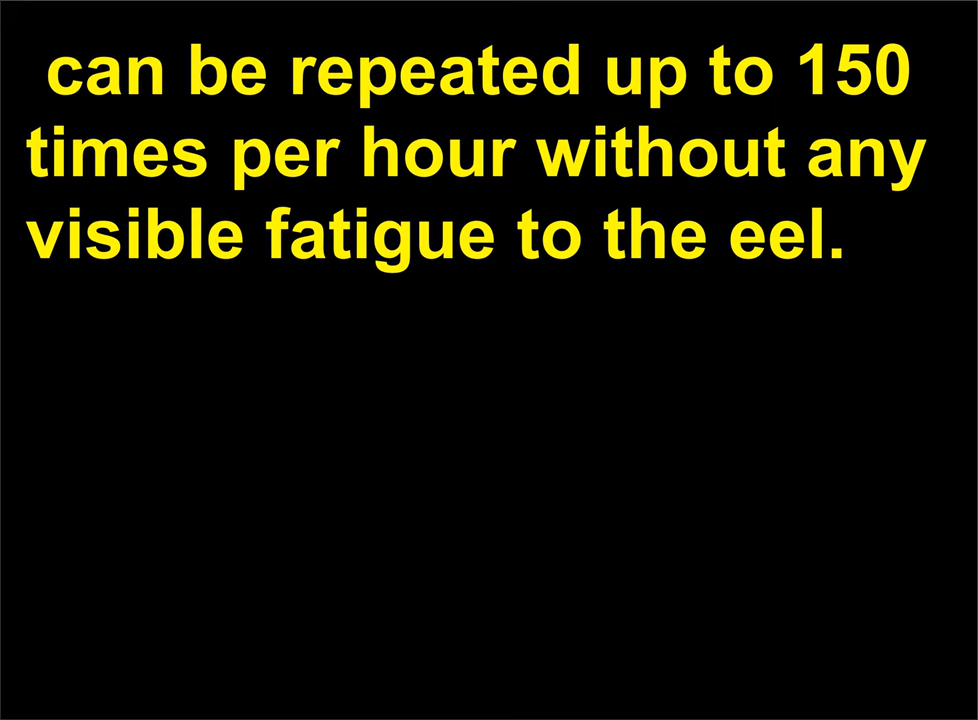 can be repeated up to 150
times per hour without any
visible fatigue to the eel.